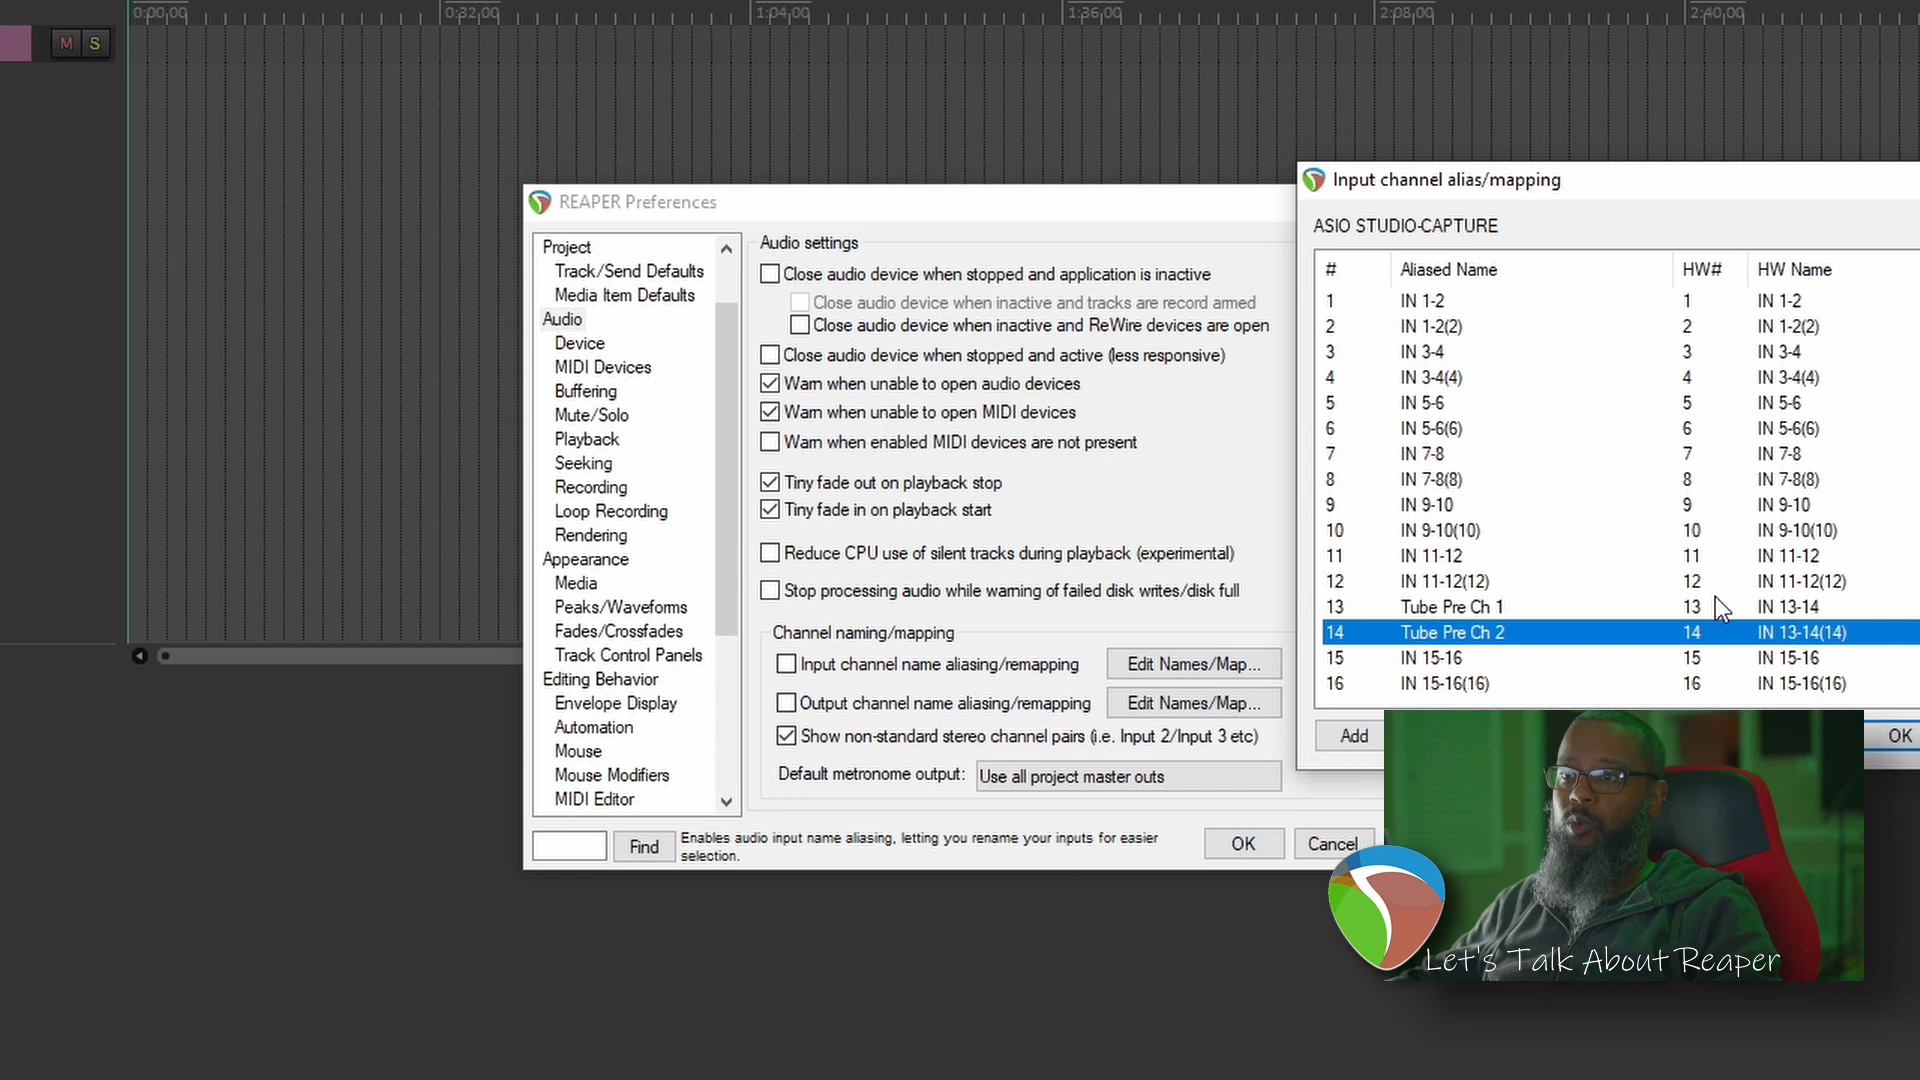 0:00.00 0:32.00 1:04.00 1:36.00 2:08.00 2:40.00
M S
REAPER Preferences
Project
Track/Send Defaults
Media Item Defaults
Audio
Device
MIDI Devices
Buffering
Mute/Solo
Playback
Seeking
Recording
Loop Recording
Rendering
Appearance
Media
Peaks/Waveforms
Fades/Crossfades
Track Control Panels
Editing Behavior
Envelope Display
Automation
Mouse
Mouse Modifiers
MIDI Editor
Find
Audio settings
Close audio device when stopped and application is inactive
Close audio device when inactive and tracks are record armed
Close audio device when inactive and ReWire devices are open
Close audio device when stopped and active (less responsive)
Warn when unable to open audio devices
Warn when unable to open MIDI devices
Warn when enabled MIDI devices are not present
Tiny fade out on playback stop
Tiny fade in on playback start
Reduce CPU use of silent tracks during playback (experimental)
Stop processing audio while warning of failed disk writes/disk full
Channel naming/mapping
Input channel name aliasing/remapping Edit Names/Map...
Output channel name aliasing/remapping Edit Names/Map...
Show non-standard stereo channel pairs (i.e. Input 2/Input 3 etc)
Default metronome output: Use all project master outs
Enables audio input name aliasing, letting you rename your inputs for easier
selection.
OK Cancel
Input channel alias/mapping
ASIO STUDIO-CAPTURE
# Aliased Name HW# HW Name
1 IN 1-2 1 IN 1-2
2 IN 1-2(2) 2 IN 1-2(2)
3 IN 3-4 3 IN 3-4
4 IN 3-4(4) 4 IN 3-4(4)
5 IN 5-6 5 IN 5-6
6 IN 5-6(6) 6 IN 5-6(6)
7 IN 7-8 7 IN 7-8
8 IN 7-8(8) 8 IN 7-8(8)
9 IN 9-10 9 IN 9-10
10 IN 9-10(10) 10 IN 9-10(10)
11 IN 11-12 11 IN 11-12
12 IN 11-12(12) 12 IN 11-12(12)
13 Tube Pre Ch 1 13 IN 13-14
14 Tube Pre Ch 2 14 IN 13-14(14)
15 IN 15-16 15 IN 15-16
16 IN 15-16(16) 16 IN 15-16(16)
Add OK
Let's Talk About Reaper